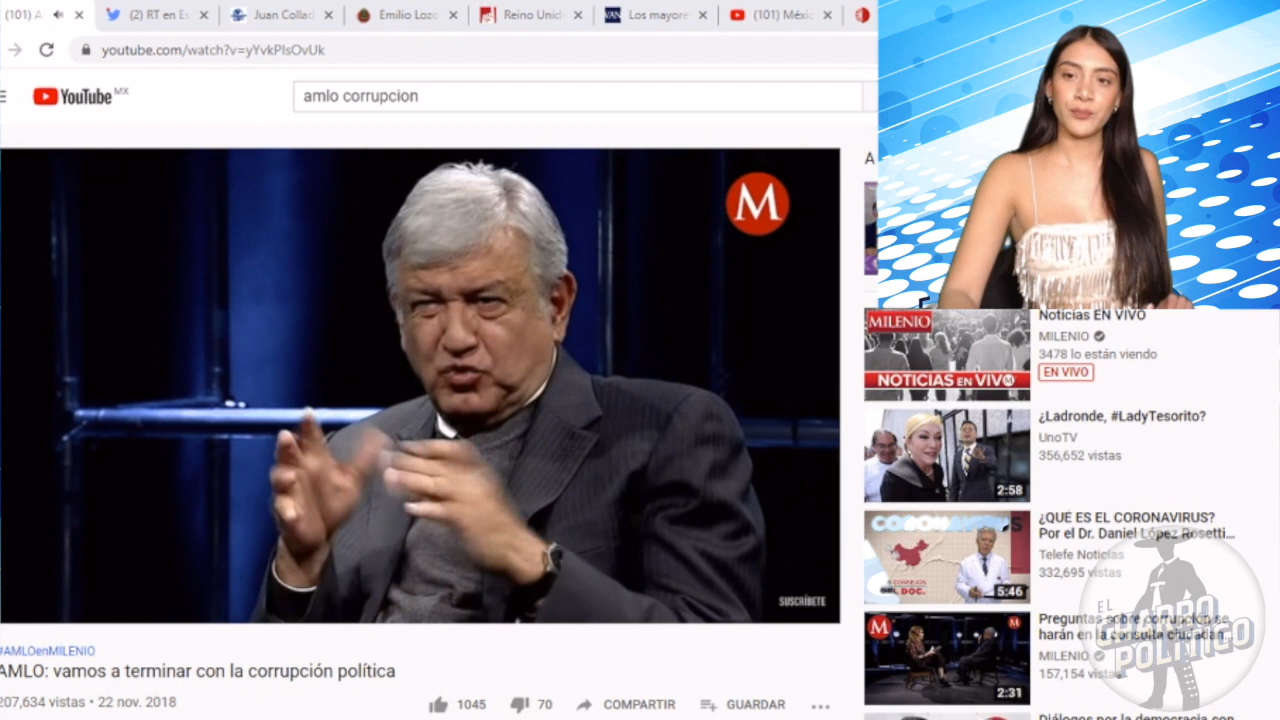 (101) A
(2) RT en Es
Juan Collad
Emilio Lozo
Reino Unid
VAN
Los mayore
(101) Méxic
youtube.com/watch?v=yYvkPIsOvUk
YouTube MX
amlo corrupcion
M
SUSCRÍBETE
#AMLOenMILENIO
AMLO: vamos a terminar con la corrupción política
207,634 vistas • 22 nov. 2018
1045
70
COMPARTIR
GUARDAR
A
MILENIO
NOTICIAS EN VIVO
Noticias EN VIVO
MILENIO
3478 lo están viendo
EN VIVO
2:58
¿Ladronde, #LadyTesorito?
UnoTV
356,652 vistas
5:46
¿QUE ES EL CORONAVIRUS?
Por el Dr. Daniel López Rosetti...
Telefe Noticias
332,695 vistas
M
M
2:31
Preguntas sobre corrupción se
harán en la consulta ciudadan...
MILENIO
157,154 vistas
Diálogos por la democracia con
EL
CHARRO
POLITICO